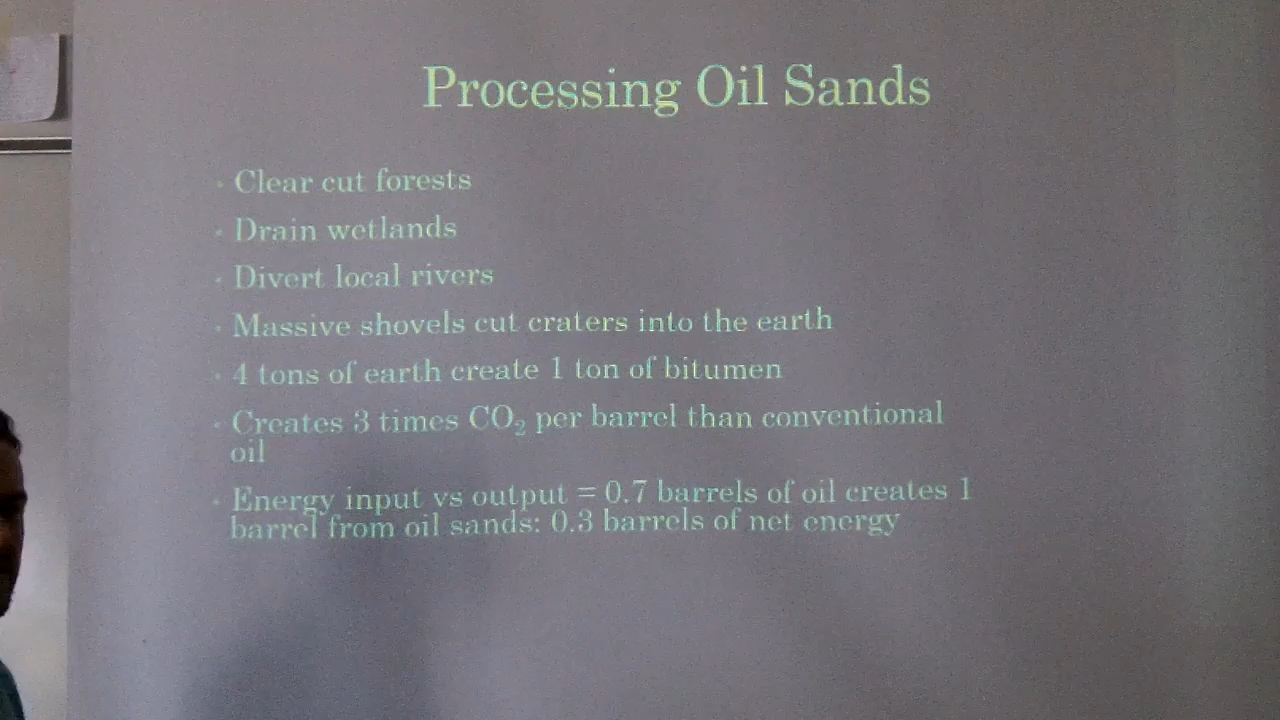 Processing Oil Sands
• Clear cut forests
• Drain wetlands
• Divert local rivers
• Massive shovels cut craters into the earth
• 4 tons of earth create 1 ton of bitumen
• Creates 3 times CO₂ per barrel than conventional
oil
• Energy input vs output = 0.7 barrels of oil creates 1
barrel from oil sands: 0.3 barrels of net energy